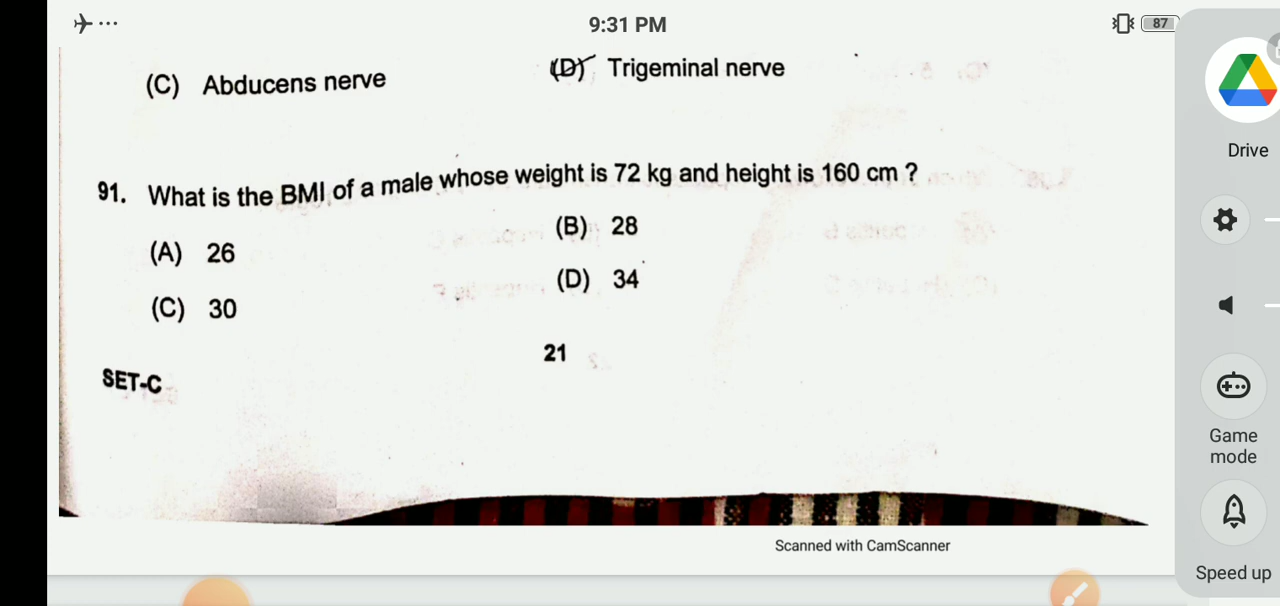 9:31 PM
87
(C) Abducens nerve
(D) Trigeminal nerve
91. What is the BMI of a male whose weight is 72 kg and height is 160 cm ?
(A) 26
(B) 28
(C) 30
(D) 34
21
SET-C
Scanned with CamScanner
Drive
Game
mode
Speed up